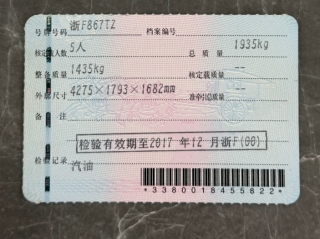 号牌号码 浙F867TZ 档案编号
核定载人数 5人 总质量 1935kg
整备质量 1435kg 核定载质量 --
外廓尺寸 4275×1793×1682mm 准牵引总质量 --
备注
检验有效期至2017 年12 月浙F(00)
检验记录 汽油
*3380018455822*